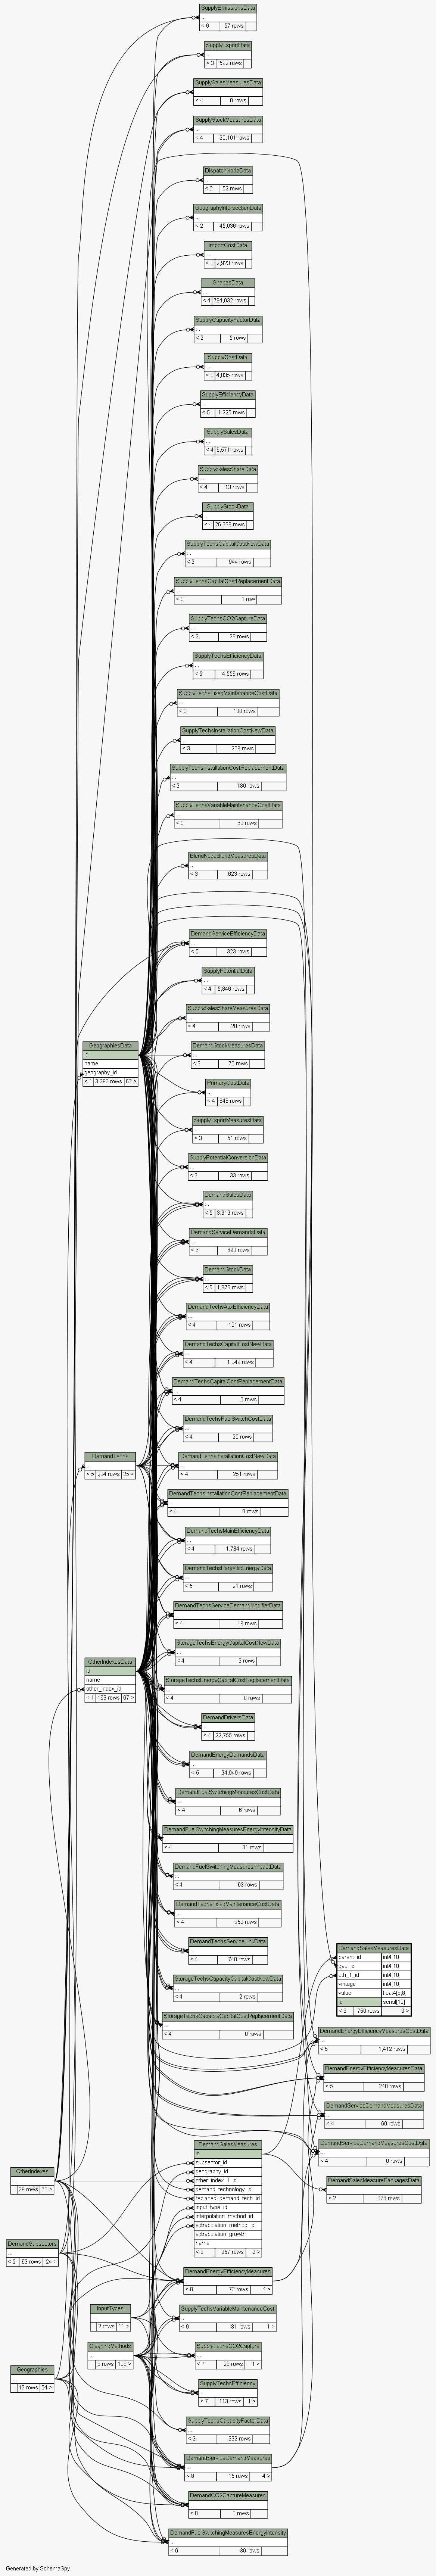 SupplyEmissionsData
...
< 6 57 rows
SupplyExportData
...
< 3 592 rows
SupplySalesMeasuresData
...
< 4 0 rows
SupplyStockMeasuresData
...
< 4 20,101 rows
DispatchNodeData
...
< 2 52 rows
GeographyIntersectionData
...
< 2 45,036 rows
ImportCostData
...
< 3 2,923 rows
ShapesData
...
< 4 784,032 rows
SupplyCapacityFactorData
...
< 2 5 rows
SupplyCostData
...
< 3 4,035 rows
SupplyEfficiencyData
...
< 5 1,225 rows
SupplySalesData
...
< 4 6,571 rows
SupplySalesShareData
...
< 4 13 rows
SupplyStockData
...
< 4 26,338 rows
SupplyTechsCapitalCostNewData
...
< 3 944 rows
SupplyTechsCapitalCostReplacementData
...
< 3 1 row
SupplyTechsCO2CaptureData
...
< 2 28 rows
SupplyTechsEfficiencyData
...
< 5 4,556 rows
SupplyTechsFixedMaintenanceCostData
...
< 3 180 rows
SupplyTechsInstallationCostNewData
...
< 3 209 rows
SupplyTechsInstallationCostReplacementData
...
< 3 180 rows
SupplyTechsVariableMaintenanceCostData
...
< 3 68 rows
BlendNodeBlendMeasuresData
...
< 3 623 rows
DemandServiceEfficiencyData
...
< 5 323 rows
SupplyPotentialData
...
< 4 5,846 rows
SupplySalesShareMeasuresData
...
< 4 28 rows
GeographiesData
id
name
geography_id
< 1 3,293 rows 62 >
DemandStockMeasuresData
...
< 3 70 rows
PrimaryCostData
...
< 4 848 rows
SupplyExportMeasuresData
...
< 3 51 rows
SupplyPotentialConversionData
...
< 3 33 rows
DemandSalesData
...
< 5 3,319 rows
DemandServiceDemandsData
...
< 6 693 rows
DemandStockData
...
< 5 1,876 rows
DemandTechsAuxEfficiencyData
...
< 4 101 rows
DemandTechsCapitalCostNewData
...
< 4 1,349 rows
DemandTechsCapitalCostReplacementData
...
< 4 0 rows
DemandTechsFuelSwitchCostData
...
< 4 20 rows
DemandTechs
...
< 5 234 rows 25 >
DemandTechsInstallationCostNewData
...
< 4 251 rows
DemandTechsInstallationCostReplacementData
...
< 4 0 rows
DemandTechsMainEfficiencyData
...
< 4 1,784 rows
DemandTechsParasiticEnergyData
...
< 5 21 rows
DemandTechsServiceDemandModifierData
...
< 4 19 rows
StorageTechsEnergyCapitalCostNewData
...
< 4 9 rows
OtherIndexesData
id
name
other_index_id
< 1 163 rows 67 >
StorageTechsEnergyCapitalCostReplacementData
...
< 4 0 rows
DemandDriversData
...
< 4 22,755 rows
DemandEnergyDemandsData
...
< 5 84,948 rows
DemandFuelSwitchingMeasuresCostData
...
< 4 6 rows
DemandFuelSwitchingMeasuresEnergyIntensityData
...
< 4 31 rows
DemandFuelSwitchingMeasuresImpactData
...
< 4 83 rows
DemandTechsFixedMaintenanceCostData
...
< 4 352 rows
DemandTechsServiceLinkData
...
< 4 740 rows
DemandSalesMeasuresData
parent_id int4[10]
gau_id int4[10]
oth_1_id int4[10]
vintage int4[10]
value float4[8,8]
id serial[10]
< 3 750 rows 0 >
StorageTechsCapacityCapitalCostNewData
...
< 4 2 rows
StorageTechsCapacityCapitalCostReplacementData
...
< 4 0 rows
DemandEnergyEfficiencyMeasuresCostData
...
< 5 1,412 rows
DemandEnergyEfficiencyMeasuresData
...
< 5 240 rows
DemandServiceDemandMeasuresData
...
< 4 60 rows
DemandServiceDemandMeasuresCostData
...
< 4 0 rows
DemandSalesMeasurePackagesData
...
< 2 376 rows
DemandSalesMeasures
id
subsector_id
geography_id
other_index_1_id
demand_technology_id
replaced_demand_tech_id
input_type_id
interpolation_method_id
extrapolation_method_id
extrapolation_growth
name
< 8 357 rows 2 >
OtherIndexes
...
29 rows 63 >
DemandSubsectors
...
< 2 63 rows 24 >
DemandEnergyEfficiencyMeasures
...
< 8 72 rows 4 >
InputTypes
...
2 rows 11 >
SupplyTechsVariableMaintenanceCost
...
< 9 81 rows 1 >
CleaningMethods
...
8 rows 108 >
SupplyTechsCO2Capture
...
< 7 28 rows 1 >
Geographies
...
12 rows 54 >
SupplyTechsEfficiency
...
< 7 113 rows 1 >
SupplyTechsCapacityFactorData
...
< 3 392 rows
DemandServiceDemandMeasures
...
< 8 15 rows 4 >
DemandCO2CaptureMeasures
...
< 8 0 rows
DemandFuelSwitchingMeasuresEnergyIntensity
...
< 6 30 rows
Generated by SchemaSpy